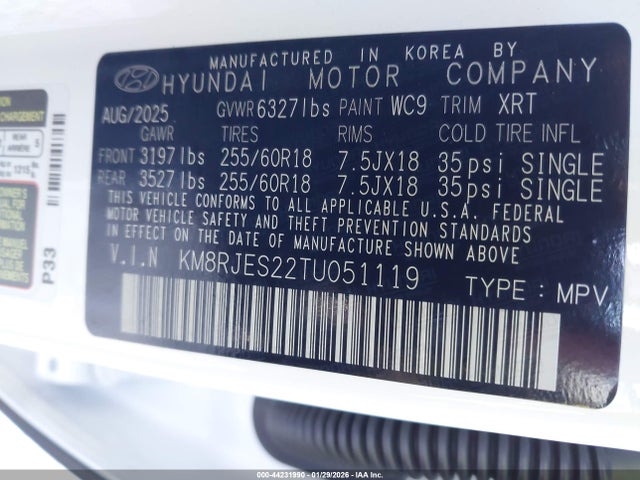 MANUFACTURED IN KOREA BY
HYUNDAI MOTOR COMPANY
AUG/2025 GVWR 6327lbs PAINT WC9 TRIM XRT
GAWR TIRES RIMS COLD TIRE INFL
FRONT 3197lbs 255/60R18 7.5JX18 35psi SINGLE
REAR 3527lbs 255/60R18 7.5JX18 35psi SINGLE
THIS VEHICLE CONFORMS TO ALL APPLICABLE U.S.A. FEDERAL
MOTOR VEHICLE SAFETY AND THEFT PREVENTION STANDARDS
IN EFFECT ON THE DATE OF MANUFACTURE SHOWN ABOVE
V.I.N KM8RJES22TU051119 TYPE : MPV
P33
REAR
ARRIÈRE 5
000-44231990 - 01/29/2026 - IAA Inc.